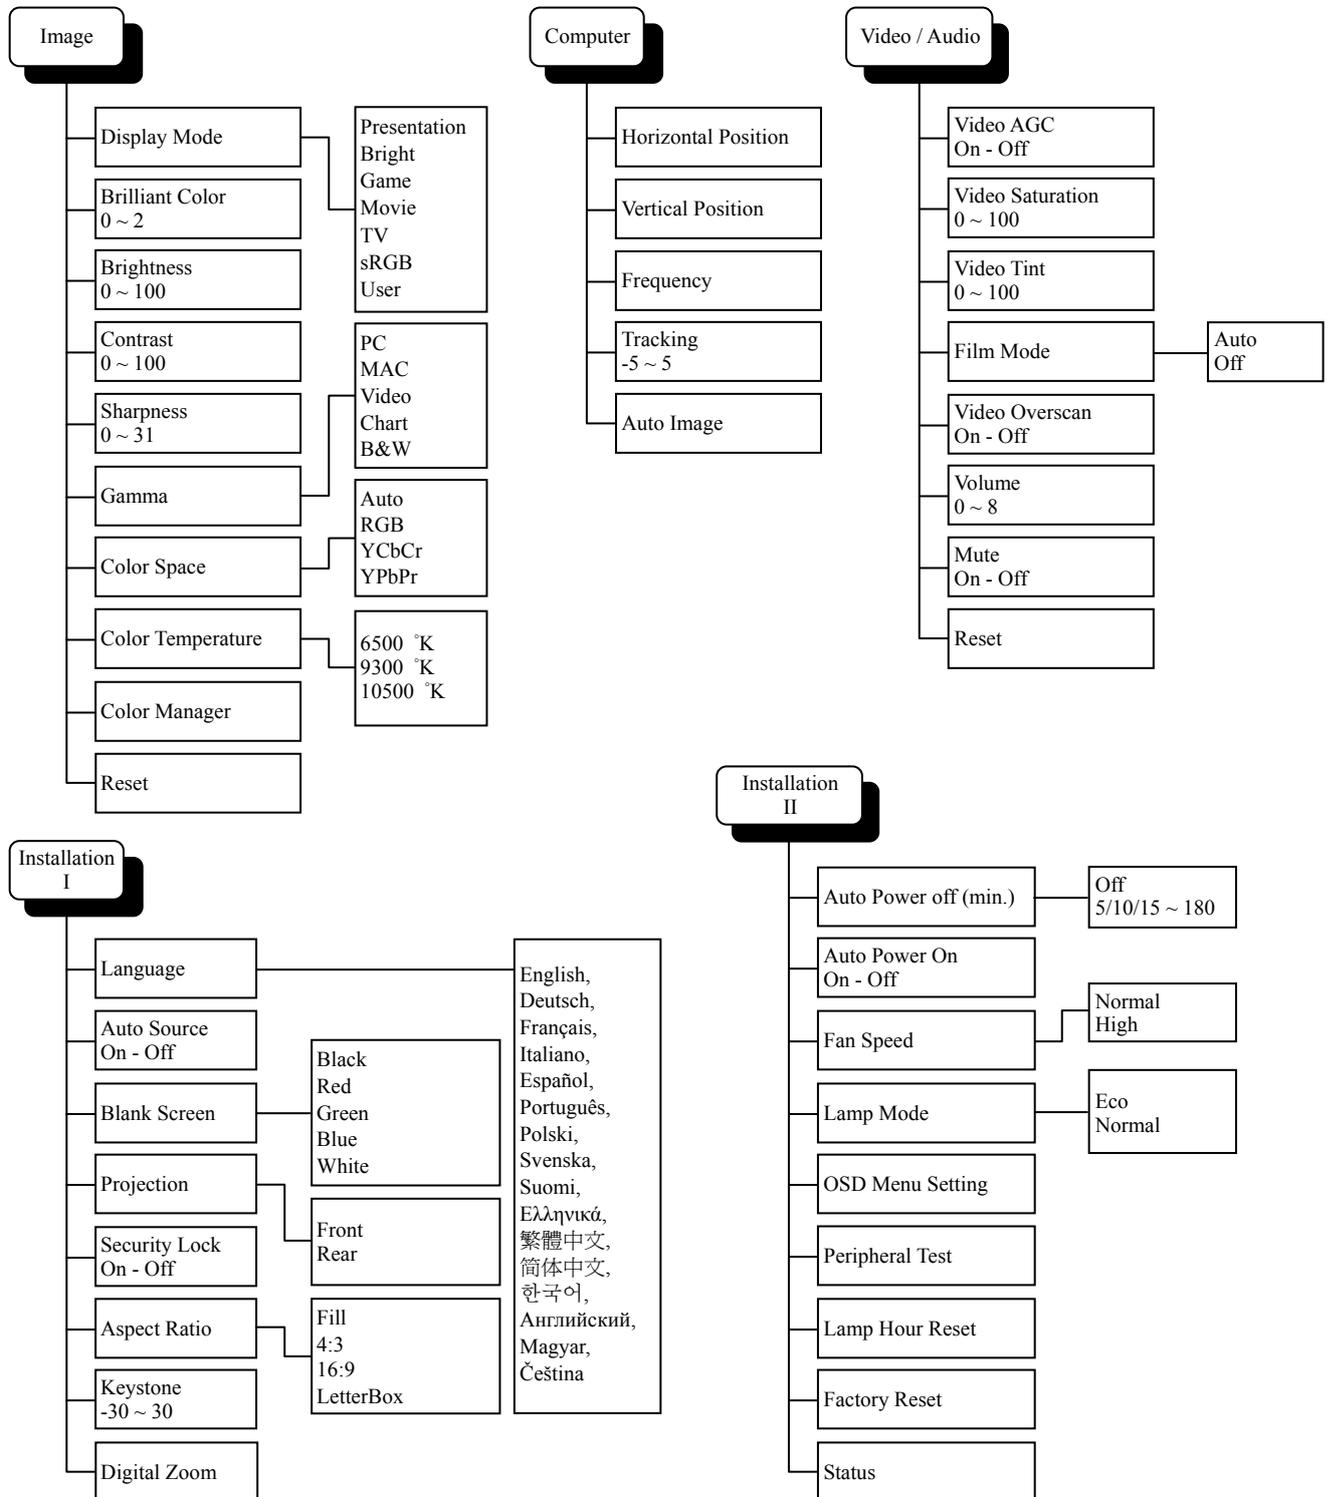 Image
Display Mode
Presentation
Bright
Game
Movie
TV
sRGB
User
Brilliant Color
0 ~ 2
Brightness
0 ~ 100
Contrast
0 ~ 100
Sharpness
0 ~ 31
Gamma
PC
MAC
Video
Chart
B&W
Color Space
Auto
RGB
YCbCr
YPbPr
Color Temperature
6500 °K
9300 °K
10500 °K
Color Manager
Reset
Computer
Horizontal Position
Vertical Position
Frequency
Tracking
-5 ~ 5
Auto Image
Video / Audio
Video AGC
On - Off
Video Saturation
0 ~ 100
Video Tint
0 ~ 100
Film Mode
Auto
Off
Video Overscan
On - Off
Volume
0 ~ 8
Mute
On - Off
Reset
Installation
I
Language
English,
Deutsch,
Français,
Italiano,
Español,
Português,
Polski,
Svenska,
Suomi,
Ελληνικά,
繁體中文,
简体中文,
한국어,
Английский,
Magyar,
Čeština
Auto Source
On - Off
Blank Screen
Black
Red
Green
Blue
White
Projection
Front
Rear
Security Lock
On - Off
Aspect Ratio
Fill
4:3
16:9
LetterBox
Keystone
-30 ~ 30
Digital Zoom
Installation
II
Auto Power off (min.)
Off
5/10/15 ~ 180
Auto Power On
On - Off
Fan Speed
Normal
High
Lamp Mode
Eco
Normal
OSD Menu Setting
Peripheral Test
Lamp Hour Reset
Factory Reset
Status